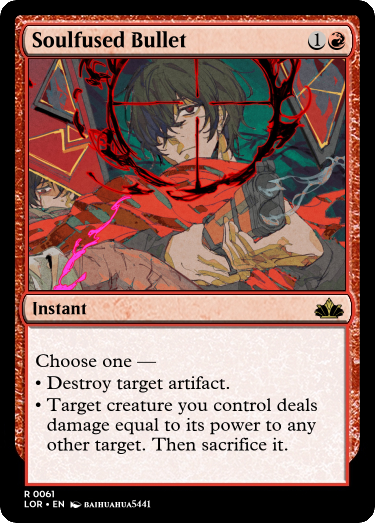 Soulfused Bullet 1
Instant
Choose one —
• Destroy target artifact.
• Target creature you control deals
damage equal to its power to any
other target. Then sacrifice it.
R 0061
LOR • EN BAIHUAHUA5441